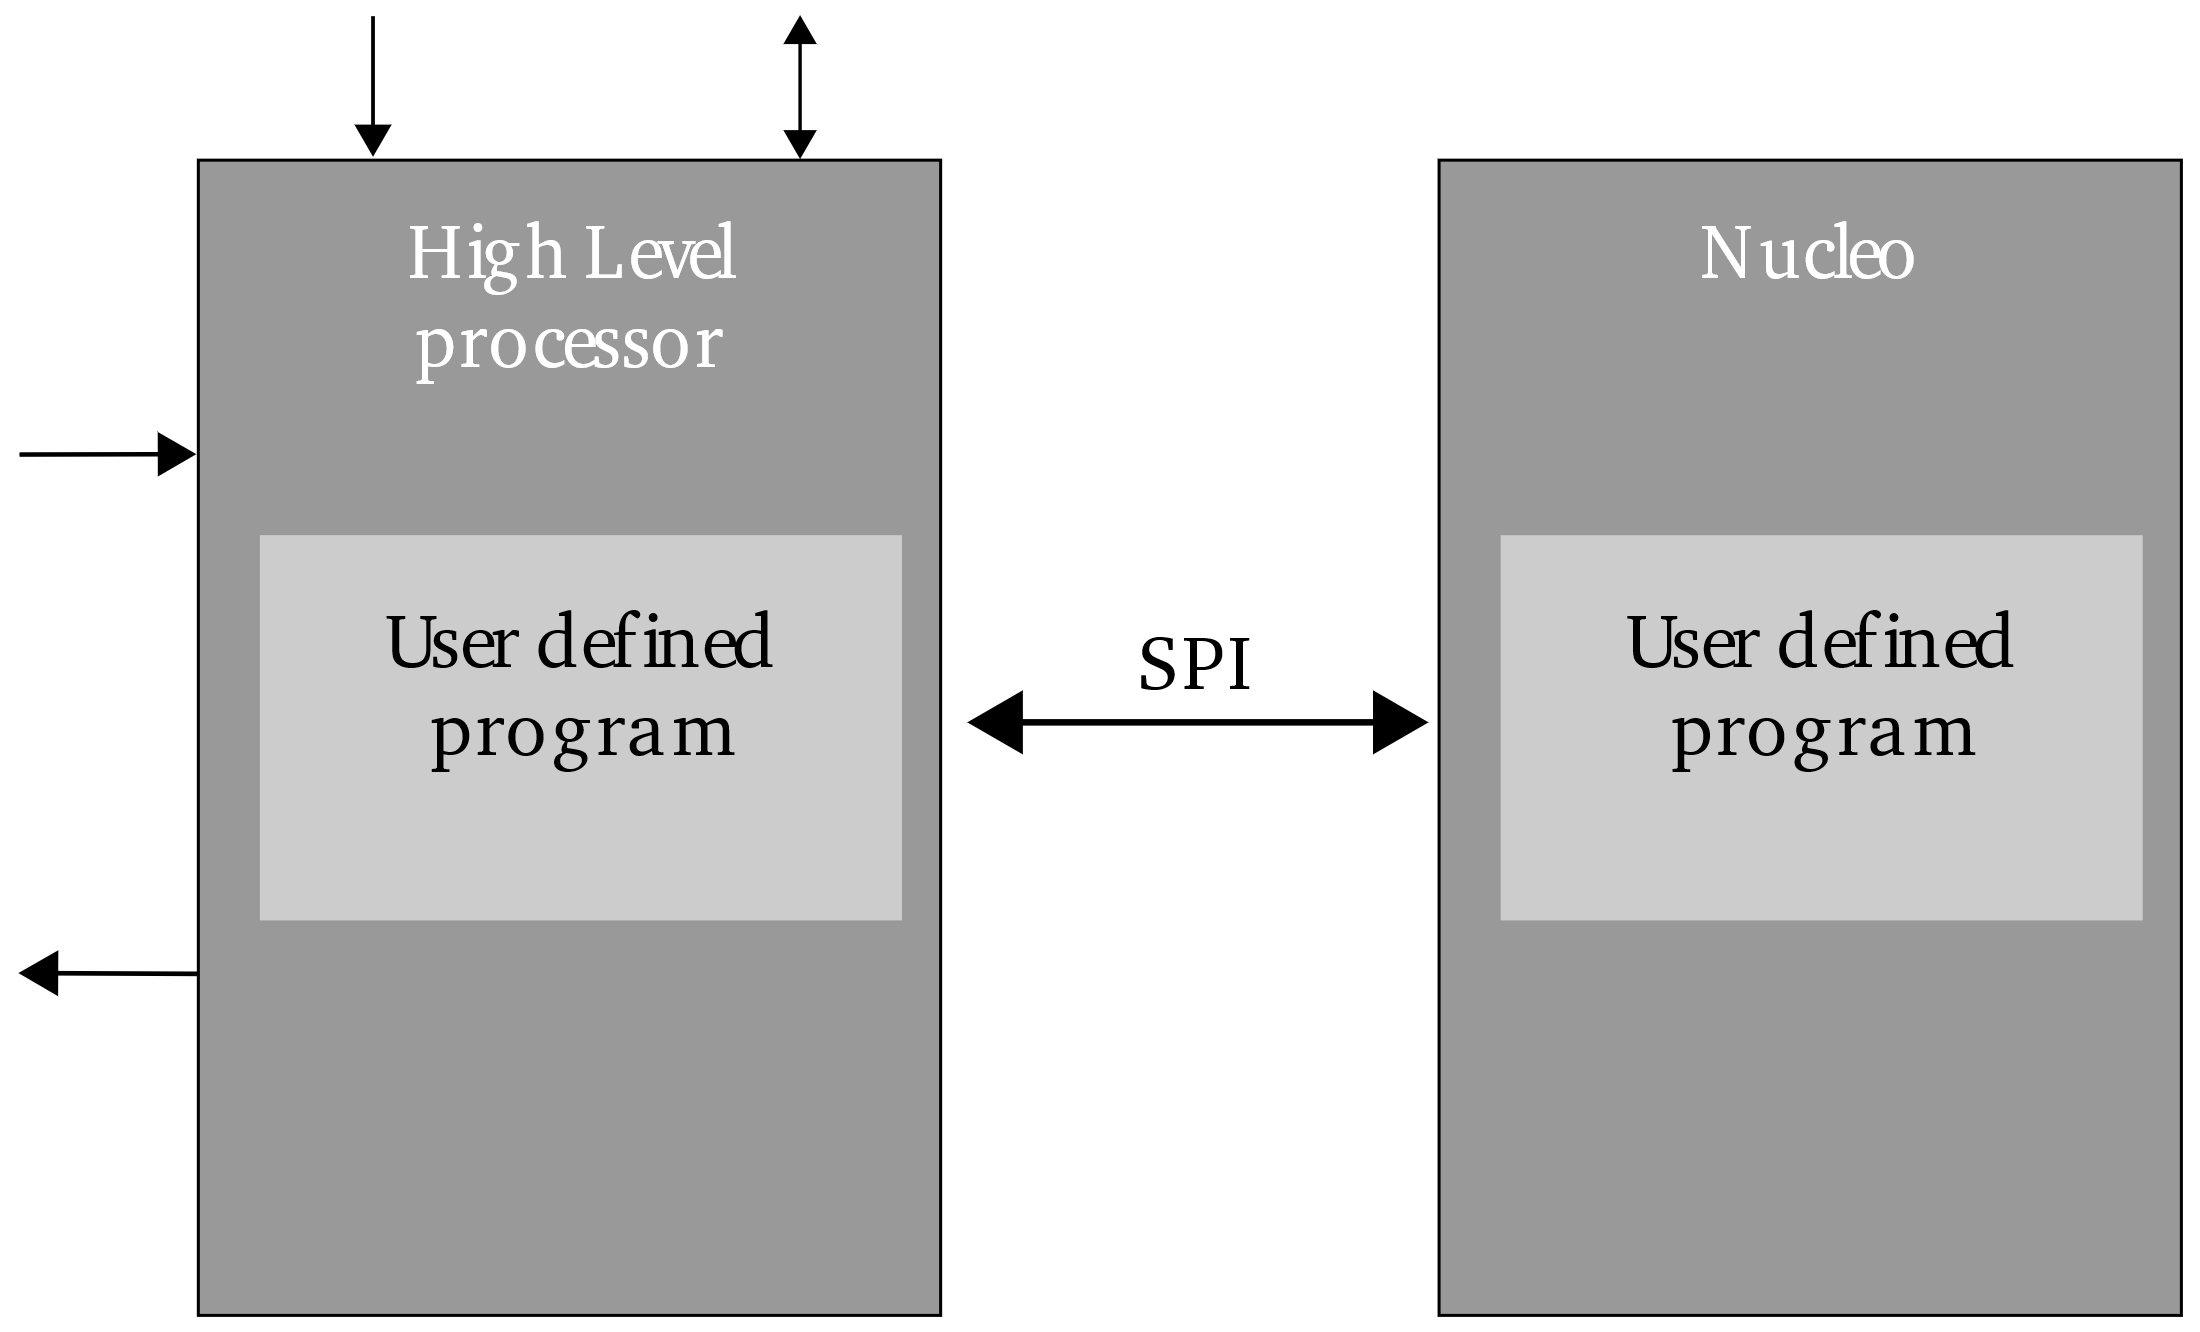 High Level
processor
User defined
program
SPI
Nucleo
User defined
program